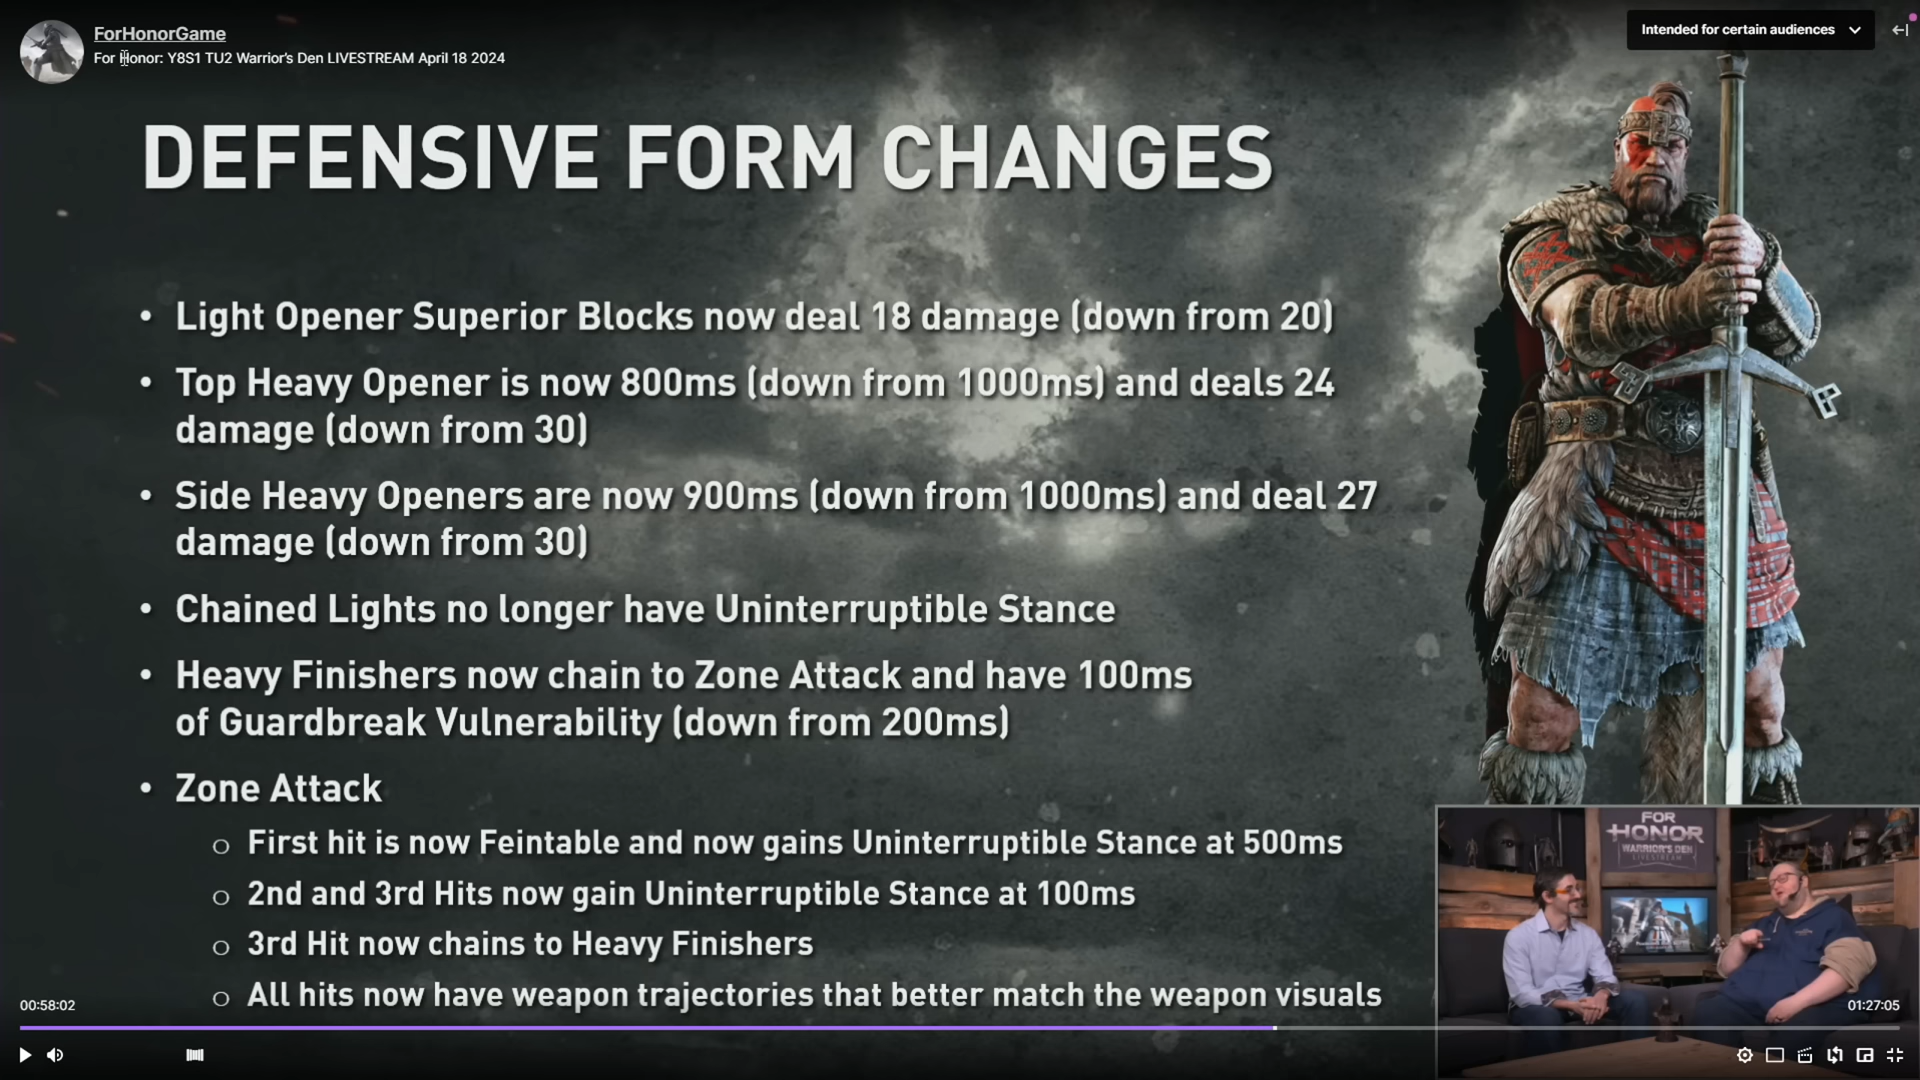 ForHonorGame
For Honor: Y8S1 TU2 Warrior's Den LIVESTREAM April 18 2024
Intended for certain audiences
DEFENSIVE FORM CHANGES
• Light Opener Superior Blocks now deal 18 damage (down from 20)
• Top Heavy Opener is now 800ms (down from 1000ms) and deals 24
damage (down from 30)
• Side Heavy Openers are now 900ms (down from 1000ms) and deal 27
damage (down from 30)
• Chained Lights no longer have Uninterruptible Stance
• Heavy Finishers now chain to Zone Attack and have 100ms
of Guardbreak Vulnerability (down from 200ms)
• Zone Attack
o First hit is now Feintable and now gains Uninterruptible Stance at 500ms
o 2nd and 3rd Hits now gain Uninterruptible Stance at 100ms
o 3rd Hit now chains to Heavy Finishers
o All hits now have weapon trajectories that better match the weapon visuals
FOR
HONOR
WARRIOR'S DEN
LIVESTREAM
00:58:02
01:27:05